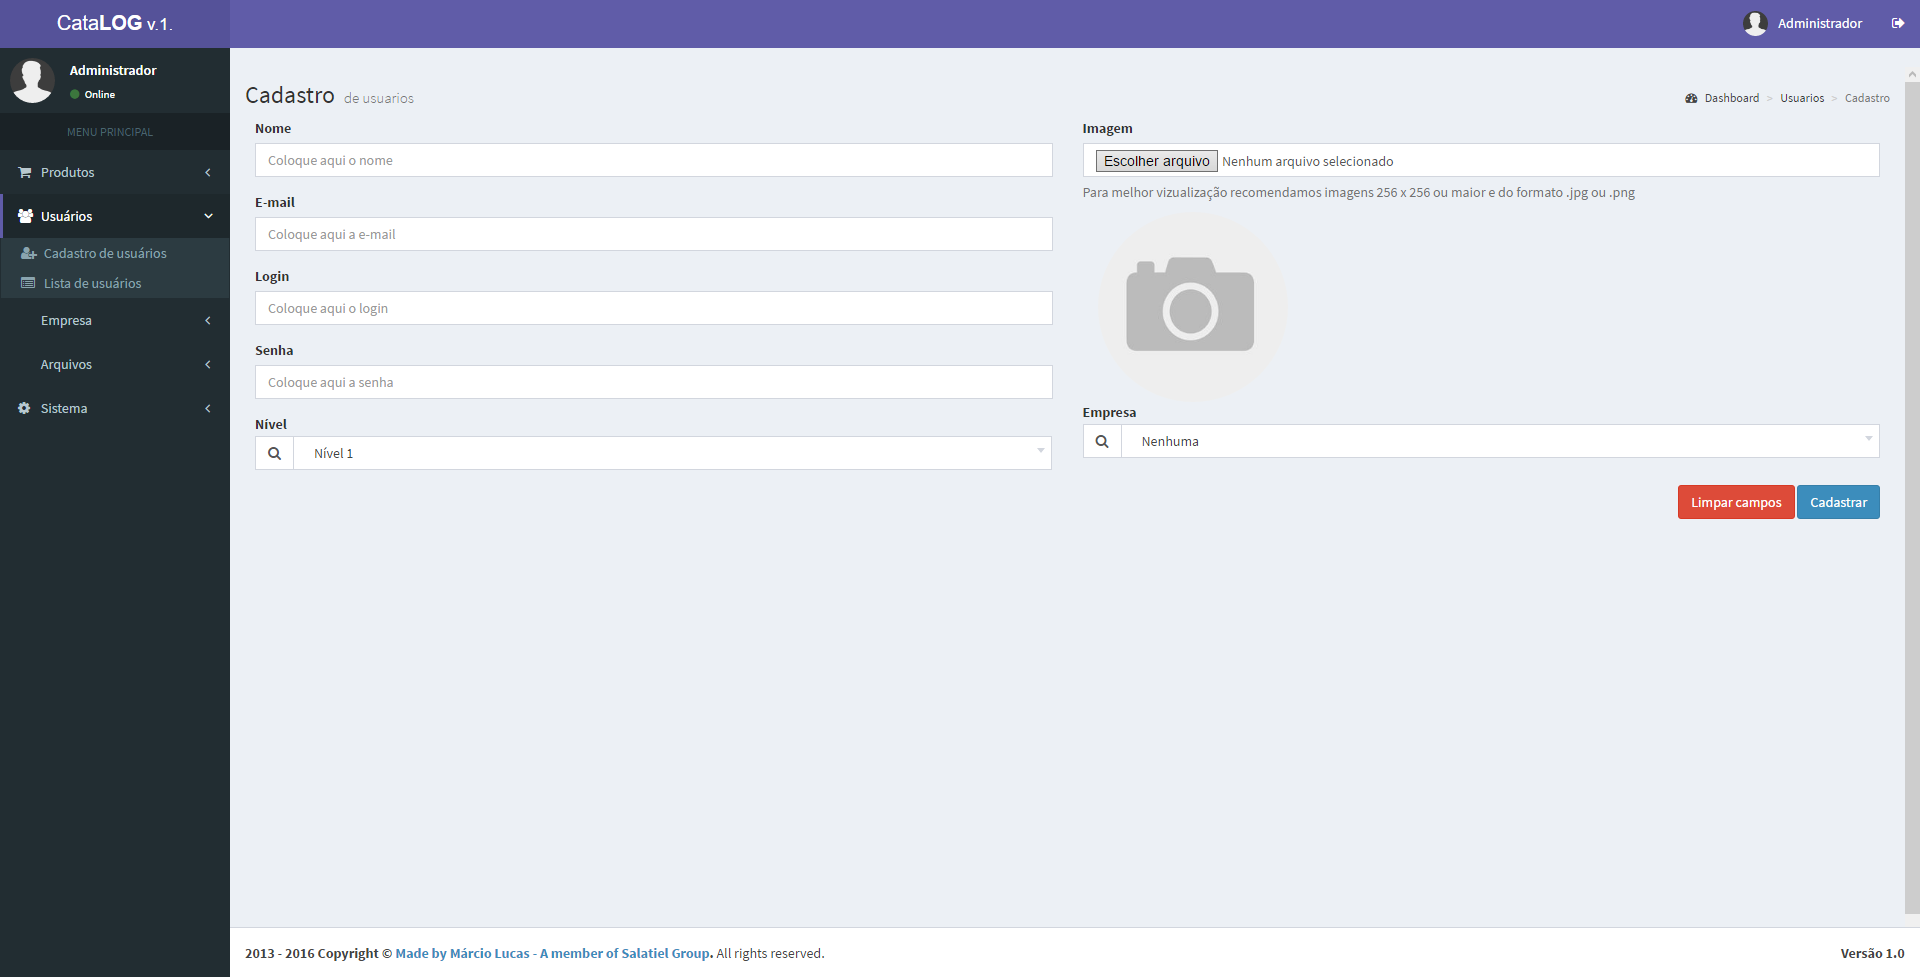 CataLOG v.1.
Administrador
Administrador
Online
MENU PRINCIPAL
Produtos
Usuários
Cadastro de usuários
Lista de usuários
Empresa
Arquivos
Sistema
Cadastro de usuarios
Dashboard > Usuarios > Cadastro
Nome
Coloque aqui o nome
E-mail
Coloque aqui a e-mail
Login
Coloque aqui o login
Senha
Coloque aqui a senha
Nível
Nível 1
Imagem
Escolher arquivo Nenhum arquivo selecionado
Para melhor vizualização recomendamos imagens 256 x 256 ou maior e do formato .jpg ou .png
Empresa
Nenhuma
Limpar campos Cadastrar
2013 - 2016 Copyright © Made by Márcio Lucas - A member of Salatiel Group. All rights reserved.
Versão 1.0